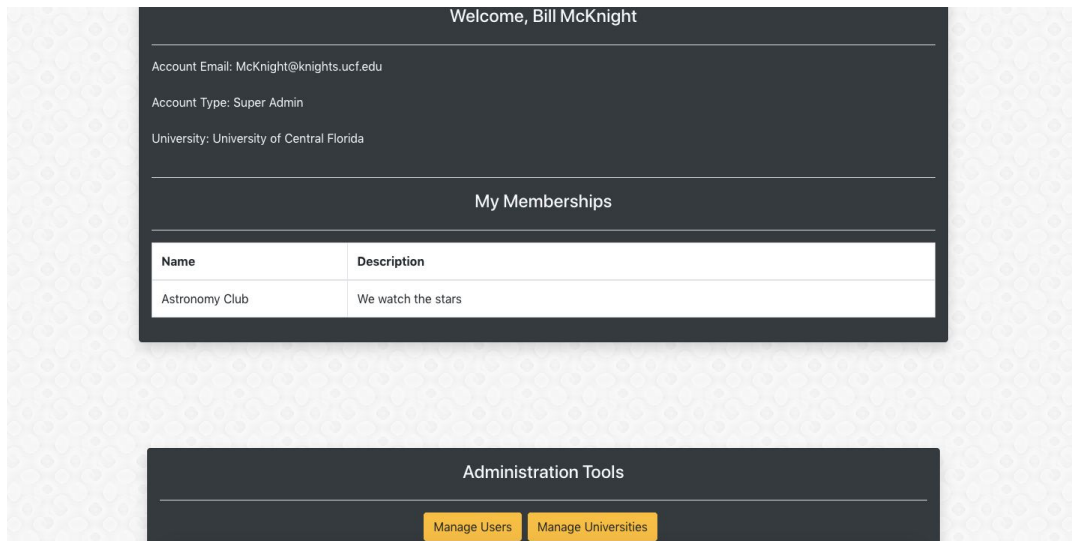 Welcome, Bill McKnight
Account Email: McKnight@knights.ucf.edu
Account Type: Super Admin
University: University of Central Florida
My Memberships
Name Description
Astronomy Club We watch the stars
Administration Tools
Manage Users Manage Universities